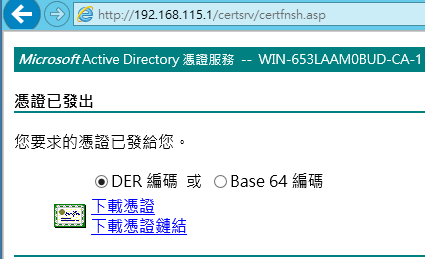 http://192.168.115.1/certsrv/certfnsh.asp
Microsoft Active Directory 憑證服務 -- WIN-653LAAM0BUD-CA-1
憑證已發出
您要求的憑證已發給您。
DER 編碼 或 Base 64 編碼
下載憑證
下載憑證鏈結